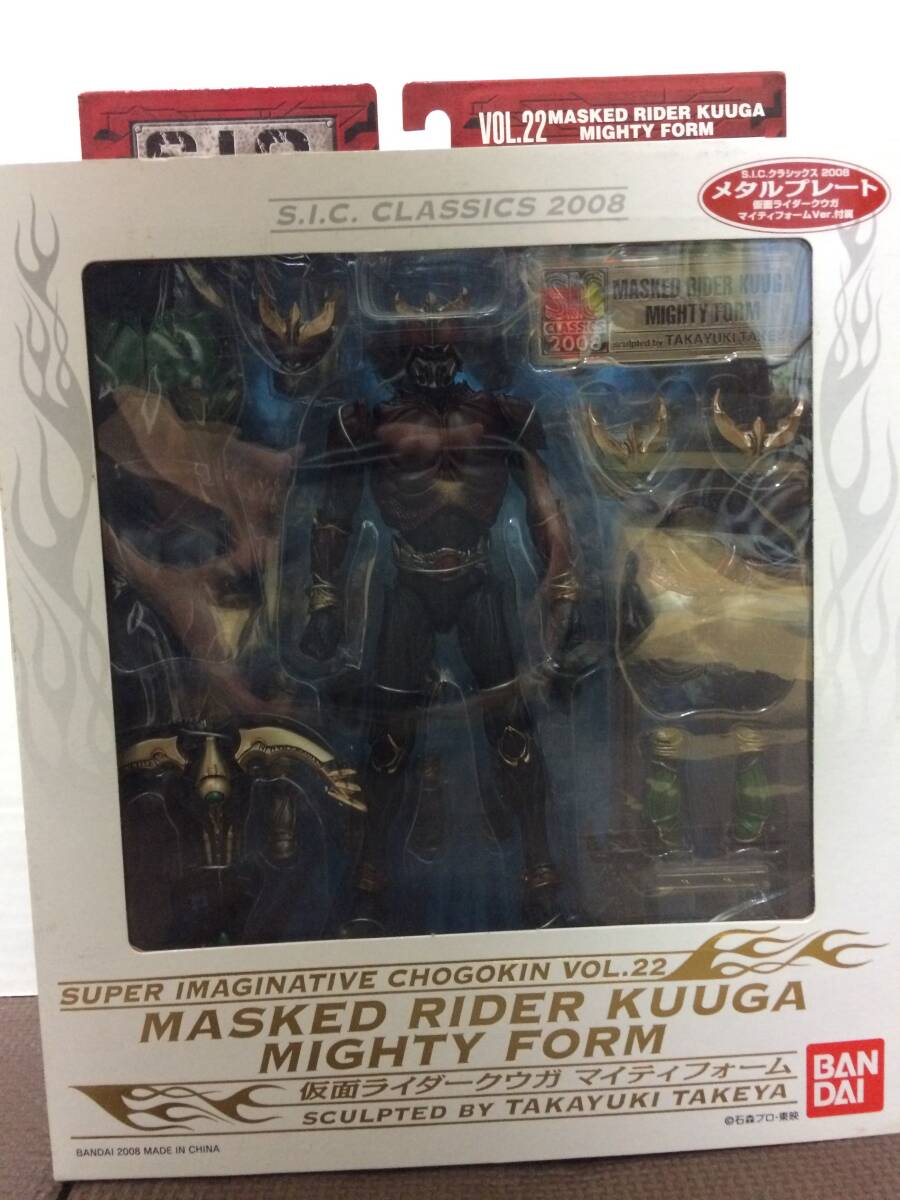 S.I.C
VOL.22 MASKED RIDER KUUGA
MIGHTY FORM
S.I.C. CLASSICS 2008
S.I.C.クラシックス 2008
メタルプレート
仮面ライダークウガ
マイティフォームVer.付属
SIC
CLASSICS
2008
MASKED RIDER KUUGA
MIGHTY FORM
sculpted by TAKAYUKI
SUPER IMAGINATIVE CHOGOKIN VOL.22
MASKED RIDER KUUGA
MIGHTY FORM
仮面ライダークウガ マイティフォーム
SCULPTED BY TAKAYUKI TAKEYA
BAN
DAI
©石森プロ・東映
BANDAI 2008 MADE IN CHINA